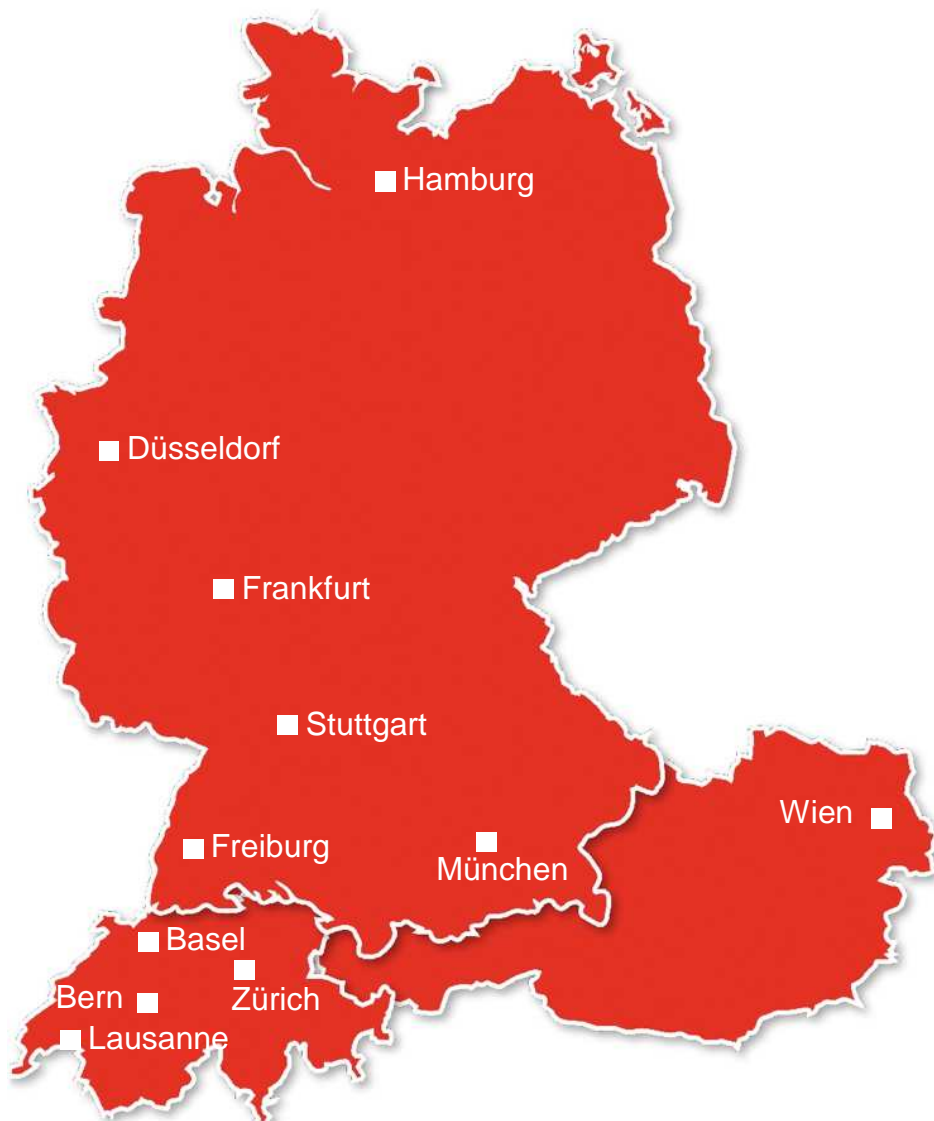 Hamburg
Düsseldorf
Frankfurt
Stuttgart
Wien
Freiburg
München
Basel
Bern
Zürich
Lausanne